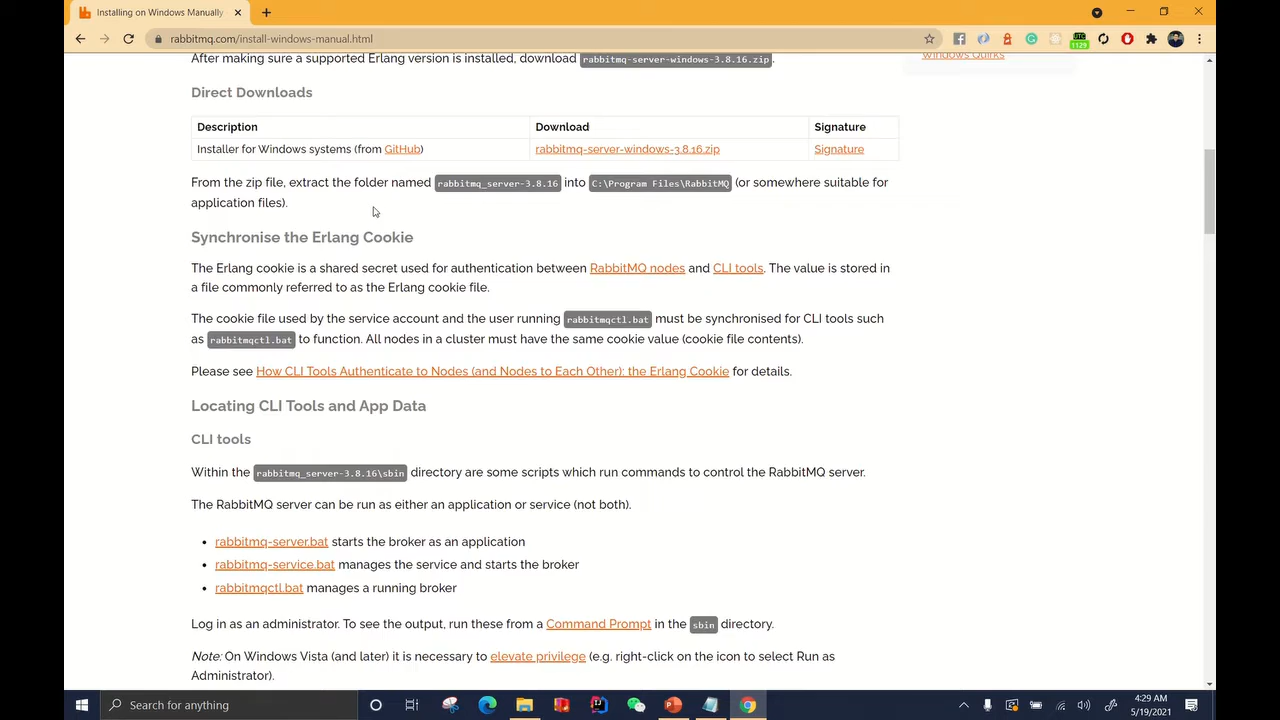 Installing on Windows Manually
rabbitmq.com/install-windows-manual.html
1129
After making sure a supported Erlang version is installed, download rabbitmq-server-windows-3.8.16.zip.
Windows Quirks
Direct Downloads
Description Download Signature
Installer for Windows systems (from GitHub) rabbitmq-server-windows-3.8.16.zip Signature
From the zip file, extract the folder named rabbitmq_server-3.8.16 into C:\Program Files\RabbitMQ (or somewhere suitable for
application files).
Synchronise the Erlang Cookie
The Erlang cookie is a shared secret used for authentication between RabbitMQ nodes and CLI tools. The value is stored in
a file commonly referred to as the Erlang cookie file.
The cookie file used by the service account and the user running rabbitmqctl.bat must be synchronised for CLI tools such
as rabbitmqctl.bat to function. All nodes in a cluster must have the same cookie value (cookie file contents).
Please see How CLI Tools Authenticate to Nodes (and Nodes to Each Other): the Erlang Cookie for details.
Locating CLI Tools and App Data
CLI tools
Within the rabbitmq_server-3.8.16\sbin directory are some scripts which run commands to control the RabbitMQ server.
The RabbitMQ server can be run as either an application or service (not both).
• rabbitmq-server.bat starts the broker as an application
• rabbitmq-service.bat manages the service and starts the broker
• rabbitmqctl.bat manages a running broker
Log in as an administrator. To see the output, run these from a Command Prompt in the sbin directory.
Note: On Windows Vista (and later) it is necessary to elevate privilege (e.g. right-click on the icon to select Run as
Administrator).
Search for anything
4:29 AM
5/19/2021